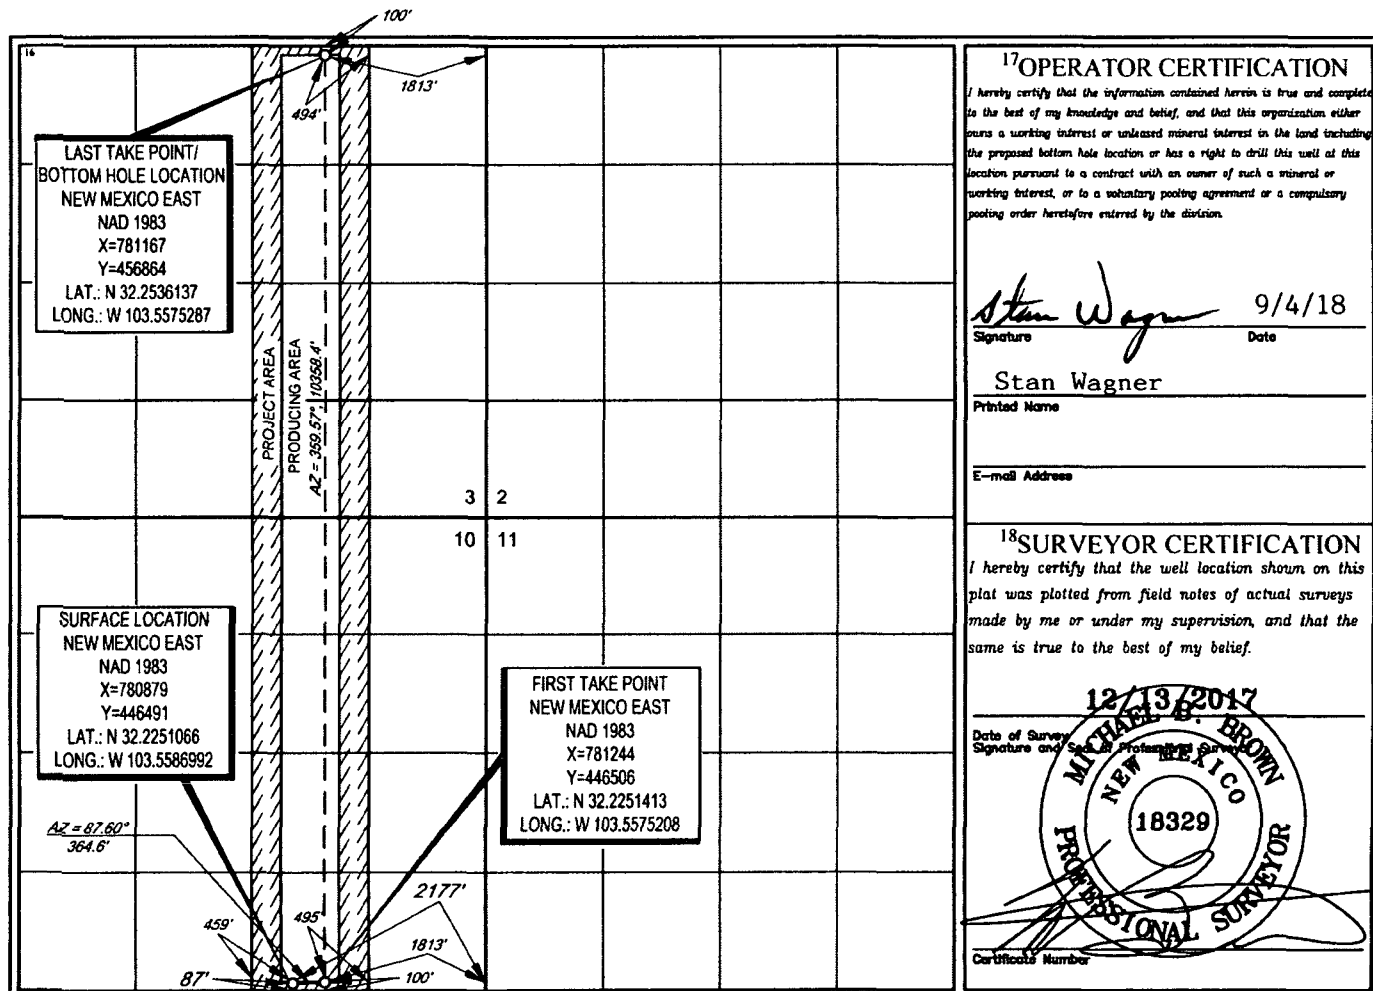 100'
16
1813'
494'
LAST TAKE POINT/
BOTTOM HOLE LOCATION
NEW MEXICO EAST
NAD 1983
X=781167
Y=456864
LAT.: N 32.2536137
LONG.: W 103.5575287
PROJECT AREA
PRODUCING AREA
AZ = 359.57° 10358.4'
3 2
10 11
SURFACE LOCATION
NEW MEXICO EAST
NAD 1983
X=780879
Y=446491
LAT.: N 32.2251066
LONG.: W 103.5586992
FIRST TAKE POINT
NEW MEXICO EAST
NAD 1983
X=781244
Y=446506
LAT.: N 32.2251413
LONG.: W 103.5575208
AZ = 87.60°
364.6'
2177'
459'
495'
1813'
87'
100'
17 OPERATOR CERTIFICATION
I hereby certify that the information contained herein is true and complete
to the best of my knowledge and belief, and that this organization either
owns a working interest or unleased mineral interest in the land including
the proposed bottom hole location or has a right to drill this well at this
location pursuant to a contract with an owner of such a mineral or
working interest, or to a voluntary pooling agreement or a compulsory
pooling order heretofore entered by the division.
Stan Wagner 9/4/18
Signature Date
Stan Wagner
Printed Name
E-mail Address
18 SURVEYOR CERTIFICATION
I hereby certify that the well location shown on this
plat was plotted from field notes of actual surveys
made by me or under my supervision, and that the
same is true to the best of my belief.
12/13/2017
Date of Survey
Signature and Seal of Professional Surveyor
MICHAEL B. BROWN
NEW MEXICO
18329
PROFESSIONAL SURVEYOR
Certificate Number